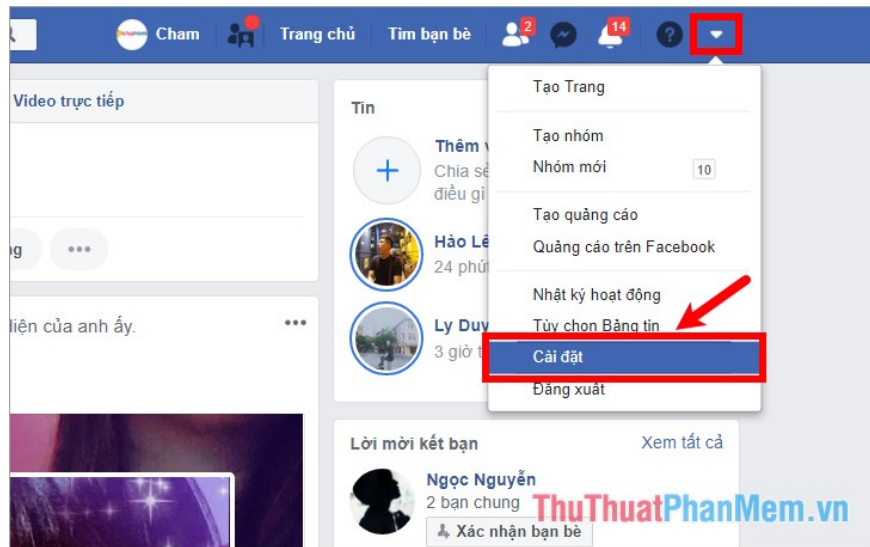 Cham
Trang chủ
Tìm bạn bè
2
14
?
Video trực tiếp
Tin
Thêm
Chia sẻ
điều gì
Hào Lê
24 phút
Ly Duy
3 giờ
Tạo Trang
Tạo nhóm
Nhóm mới 10
Tạo quảng cáo
Quảng cáo trên Facebook
Nhật ký hoạt động
Tùy chọn Bảng tin
Cài đặt
Đăng xuất
của anh ấy.
Lời mời kết bạn
Xem tất cả
Ngọc Nguyễn
2 bạn chung
Xác nhận bạn bè
ThuThuatPhanMem.vn